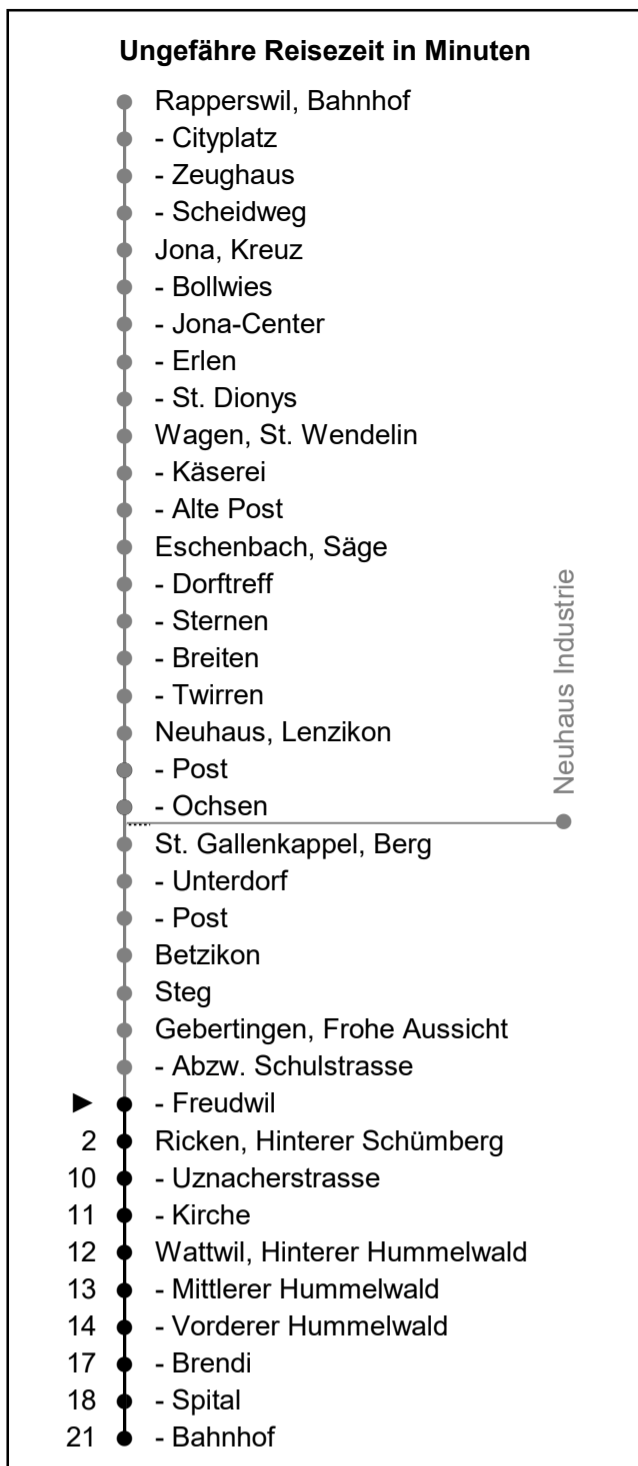 Ungefähre Reisezeit in Minuten
Rapperswil, Bahnhof
- Cityplatz
- Zeughaus
- Scheidweg
Jona, Kreuz
- Bollwies
- Jona-Center
- Erlen
- St. Dionys
Wagen, St. Wendelin
- Käserei
- Alte Post
Eschenbach, Säge
- Dorftreff
- Sternen
- Breiten
- Twirren
Neuhaus, Lenzikon
- Post
- Ochsen
Neuhaus Industrie
St. Gallenkappel, Berg
- Unterdorf
- Post
Betzikon
Steg
Gebertingen, Frohe Aussicht
- Abzw. Schulstrasse
- Freudwil
2 Ricken, Hinterer Schümberg
10 - Uznacherstrasse
11 - Kirche
12 Wattwil, Hinterer Hummelwald
13 - Mittlerer Hummelwald
14 - Vorderer Hummelwald
17 - Brendi
18 - Spital
21 - Bahnhof